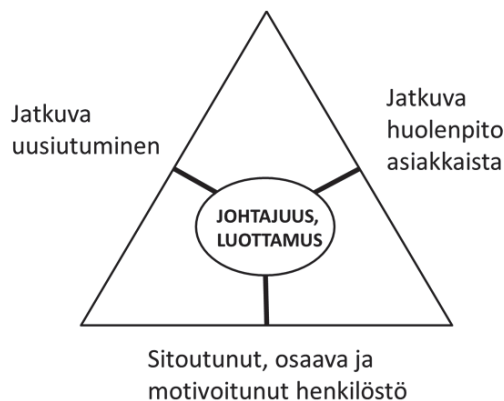 Jatkuva
uusiutuminen
Jatkuva
huolenpito
asiakkaista
JOHTAJUUS,
LUOTTAMUS
Sitoutunut, osaava ja
motivoitunut henkilöstö